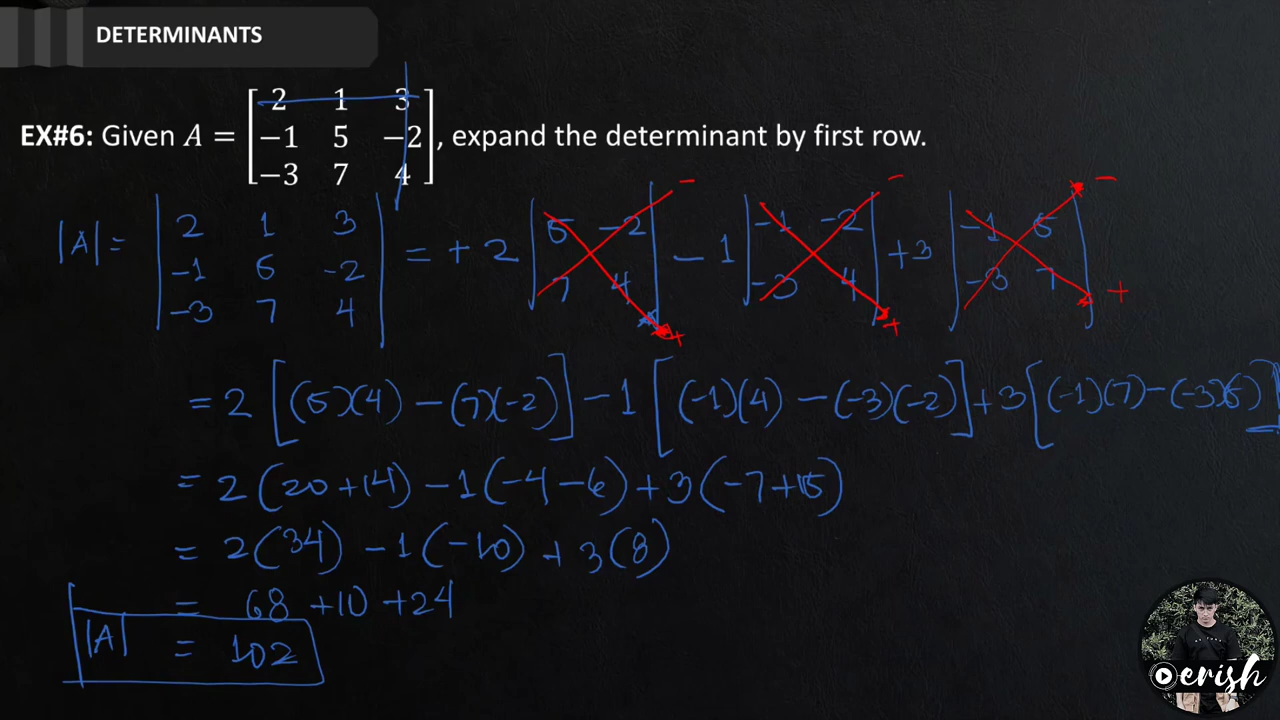 DETERMINANTS
2 1 3
EX#6: Given A = [ −1 5 −2 ], expand the determinant by first row.
−3 7 4
|A| = | 2 1 3 | = + 2 | 5 −2 | − 1 | −1 −2 | + 3 | −1 5 |
| −1 5 −2 | | 7 4 | | −3 4 | | −3 7 |
| −3 7 4 |
− − −
+ + +
= 2 [(5)(4) − (7)(−2)] − 1 [(−1)(4) − (−3)(−2)] + 3 [(−1)(7) − (−3)(5)]
= 2 (20 + 14) − 1 (−4 − 6) + 3 (−7 + 15)
= 2 (34) − 1 (−10) + 3 (8)
= 68 + 10 + 24
|A| = 102
erish